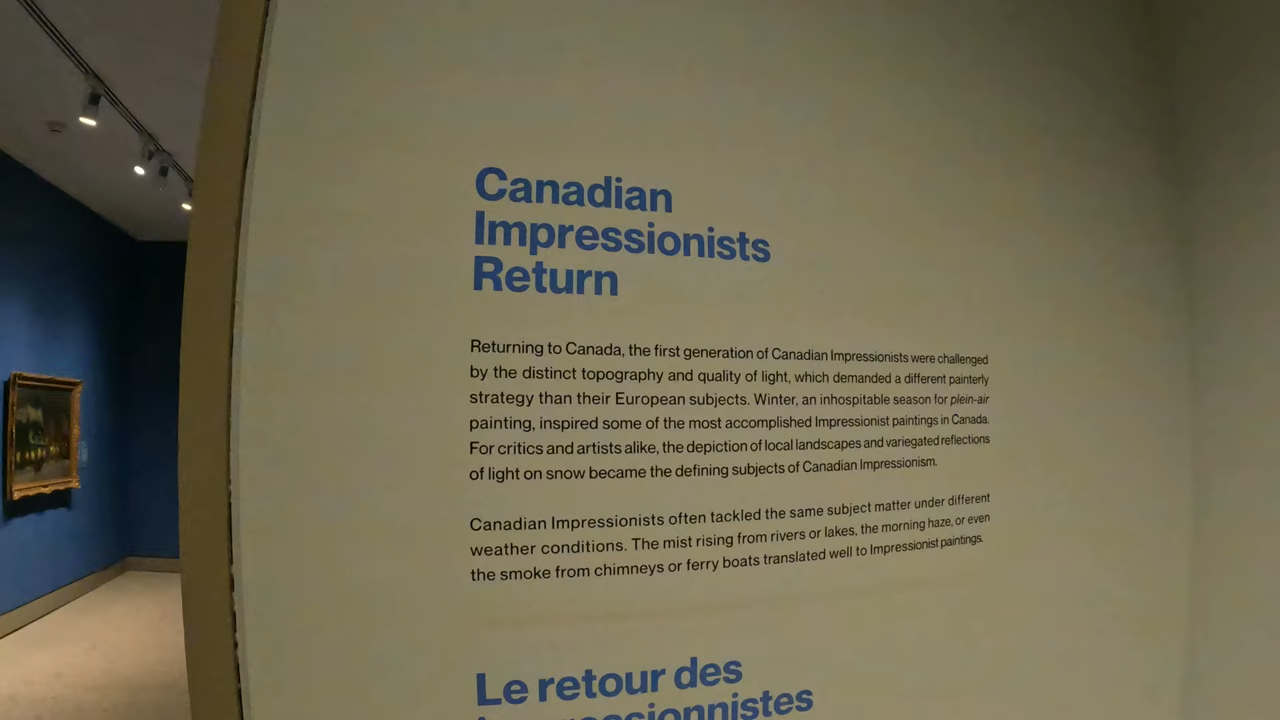 Canadian
Impressionists
Return
Returning to Canada, the first generation of Canadian Impressionists were challenged
by the distinct topography and quality of light, which demanded a different painterly
strategy than their European subjects. Winter, an inhospitable season for plein-air
painting, inspired some of the most accomplished Impressionist paintings in Canada.
For critics and artists alike, the depiction of local landscapes and variegated reflections
of light on snow became the defining subjects of Canadian Impressionism.
Canadian Impressionists often tackled the same subject matter under different
weather conditions. The mist rising from rivers or lakes, the morning haze, or even
the smoke from chimneys or ferry boats translated well to Impressionist paintings.
Le retour des
impressionnistes